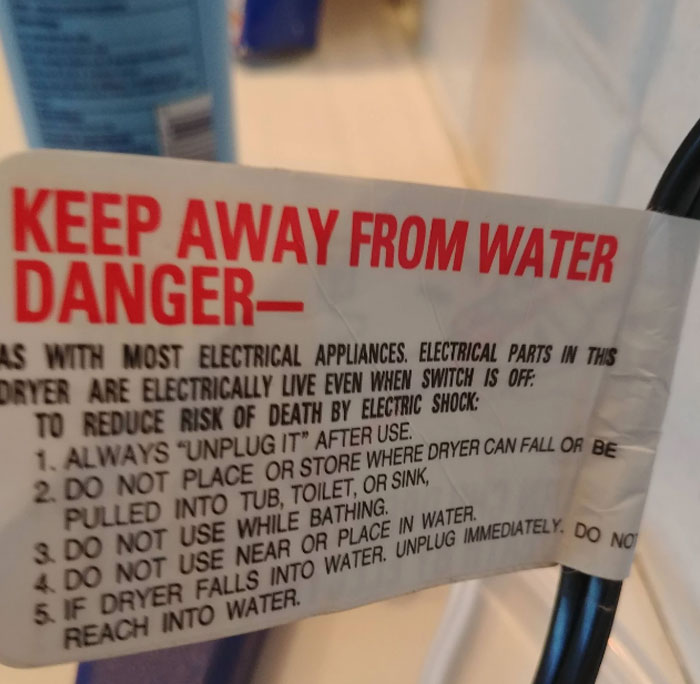 KEEP AWAY FROM WATER
DANGER—
AS WITH MOST ELECTRICAL APPLIANCES. ELECTRICAL PARTS IN THIS
DRYER ARE ELECTRICALLY LIVE EVEN WHEN SWITCH IS OFF:
TO REDUCE RISK OF DEATH BY ELECTRIC SHOCK:
1. ALWAYS "UNPLUG IT" AFTER USE.
2. DO NOT PLACE OR STORE WHERE DRYER CAN FALL OR BE
PULLED INTO TUB, TOILET, OR SINK,
3. DO NOT USE WHILE BATHING.
4. DO NOT USE NEAR OR PLACE IN WATER.
5. IF DRYER FALLS INTO WATER. UNPLUG IMMEDIATELY. DO NO
REACH INTO WATER.